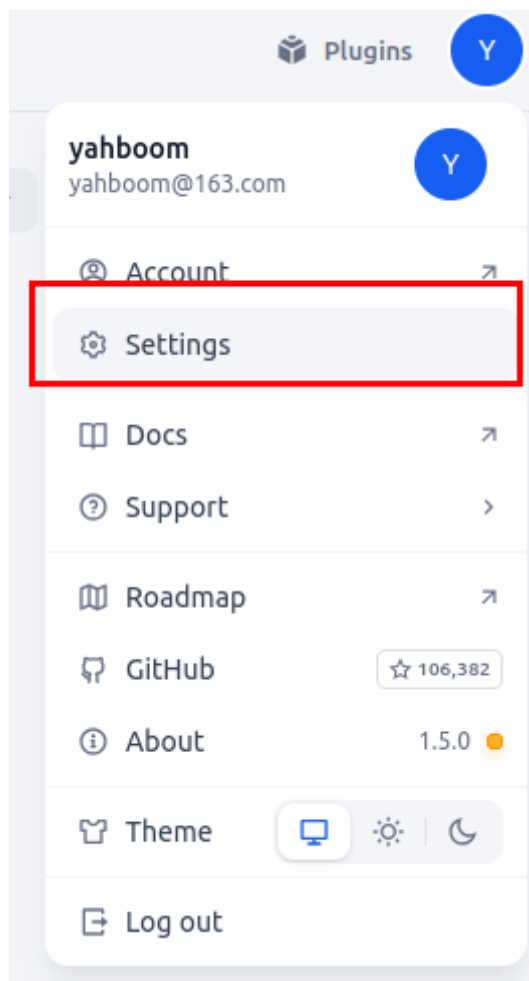 Plugins
Y
yahboom
yahboom@163.com
Y
Account
Settings
Docs
Support
Roadmap
GitHub
106,382
About
1.5.0
Theme
Log out